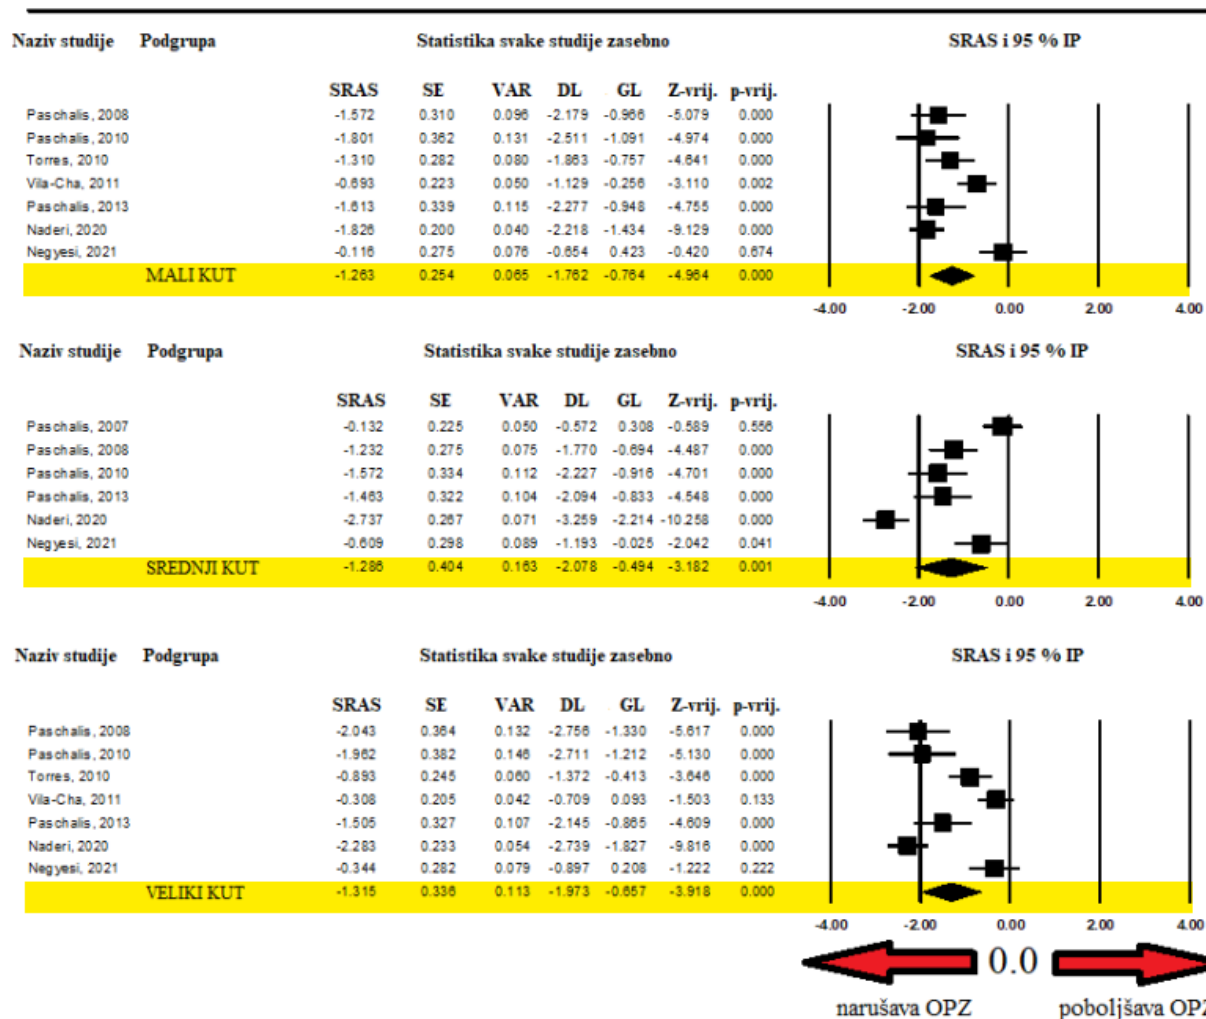 Naziv studije Podgrupa Statistika svake studije zasebno SRAS i 95 % IP
SRAS SE VAR DL GL Z-vrij. p-vrij.
Paschalis, 2008 -1.572 0.310 0.096 -2.179 -0.966 -5.079 0.000
Paschalis, 2010 -1.801 0.362 0.131 -2.511 -1.091 -4.974 0.000
Torres, 2010 -1.310 0.282 0.080 -1.863 -0.757 -4.641 0.000
Vila-Cha, 2011 -0.693 0.223 0.050 -1.129 -0.256 -3.110 0.002
Paschalis, 2013 -1.613 0.339 0.115 -2.277 -0.948 -4.755 0.000
Naderi, 2020 -1.826 0.200 0.040 -2.218 -1.434 -9.129 0.000
Negyesi, 2021 -0.116 0.275 0.076 -0.654 0.423 -0.420 0.674
MALI KUT -1.263 0.254 0.065 -1.762 -0.764 -4.964 0.000
-4.00 -2.00 0.00 2.00 4.00
Naziv studije Podgrupa Statistika svake studije zasebno SRAS i 95 % IP
SRAS SE VAR DL GL Z-vrij. p-vrij.
Paschalis, 2007 -0.132 0.225 0.050 -0.572 0.308 -0.589 0.556
Paschalis, 2008 -1.232 0.275 0.075 -1.770 -0.694 -4.487 0.000
Paschalis, 2010 -1.572 0.334 0.112 -2.227 -0.916 -4.701 0.000
Paschalis, 2013 -1.463 0.322 0.104 -2.094 -0.833 -4.548 0.000
Naderi, 2020 -2.737 0.267 0.071 -3.259 -2.214 -10.258 0.000
Negyesi, 2021 -0.609 0.298 0.089 -1.193 -0.025 -2.042 0.041
SREDNJI KUT -1.286 0.404 0.163 -2.078 -0.494 -3.182 0.001
-4.00 -2.00 0.00 2.00 4.00
Naziv studije Podgrupa Statistika svake studije zasebno SRAS i 95 % IP
SRAS SE VAR DL GL Z-vrij. p-vrij.
Paschalis, 2008 -2.043 0.364 0.132 -2.756 -1.330 -5.617 0.000
Paschalis, 2010 -1.962 0.382 0.146 -2.711 -1.212 -5.130 0.000
Torres, 2010 -0.893 0.245 0.060 -1.372 -0.413 -3.646 0.000
Vila-Cha, 2011 -0.308 0.205 0.042 -0.709 0.093 -1.503 0.133
Paschalis, 2013 -1.505 0.327 0.107 -2.145 -0.865 -4.609 0.000
Naderi, 2020 -2.283 0.233 0.054 -2.739 -1.827 -9.816 0.000
Negyesi, 2021 -0.344 0.282 0.079 -0.897 0.208 -1.222 0.222
VELIKI KUT -1.315 0.336 0.113 -1.973 -0.657 -3.918 0.000
-4.00 -2.00 0.00 2.00 4.00
0.0
narušava OPZ poboljšava OPZ